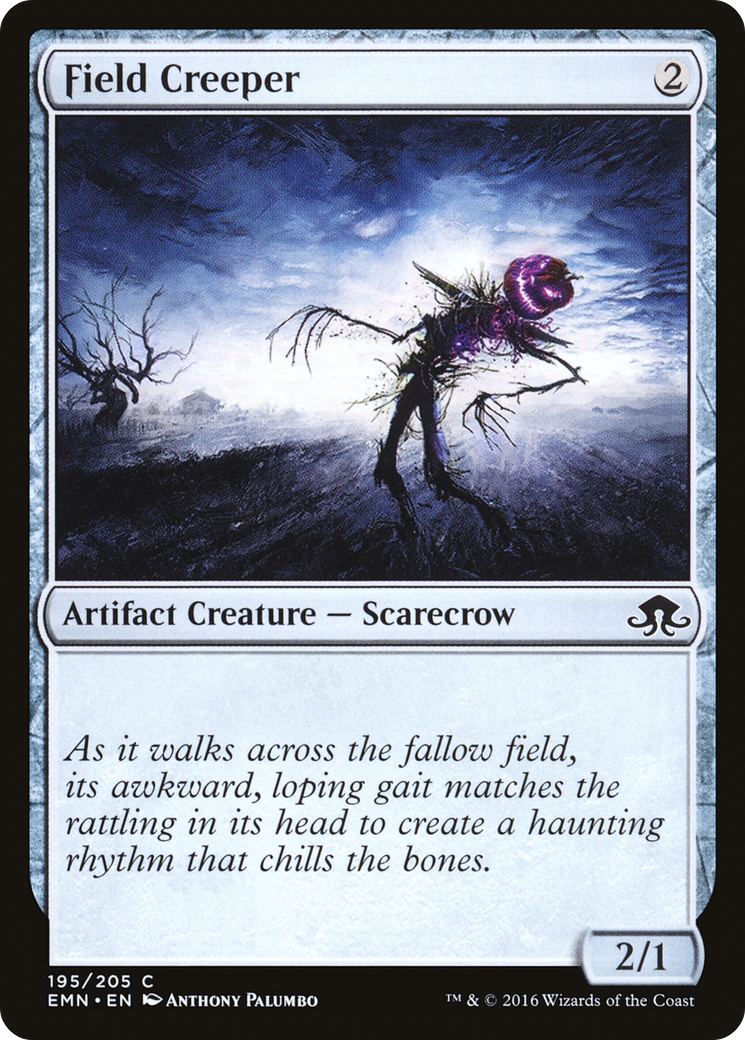 Field Creeper
2
Artifact Creature — Scarecrow
As it walks across the fallow field,
its awkward, loping gait matches the
rattling in its head to create a haunting
rhythm that chills the bones.
2/1
195/205 C
EMN • EN Anthony Palumbo
™ & © 2016 Wizards of the Coast